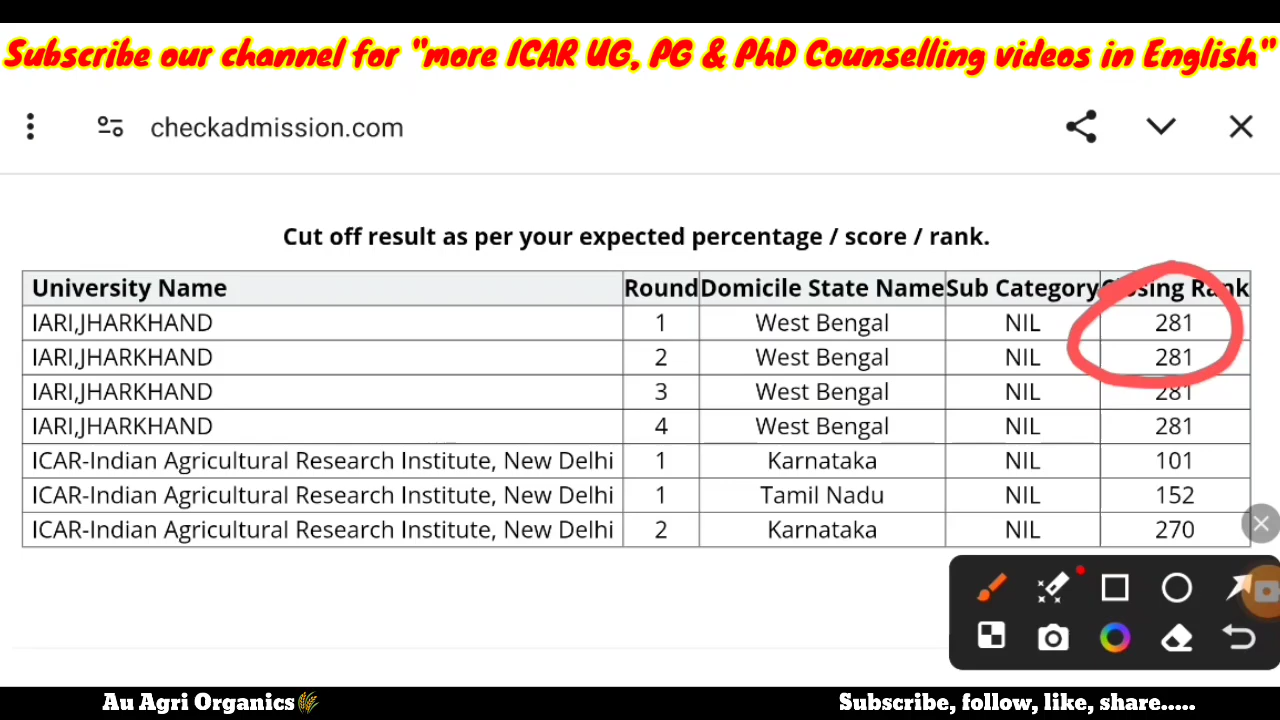 Subscribe our channel for "more ICAR UG, PG & PhD Counselling videos in English"
checkadmission.com
Cut off result as per your expected percentage / score / rank.
University Name Round Domicile State Name Sub Category Closing Rank
IARI,JHARKHAND 1 West Bengal NIL 281
IARI,JHARKHAND 2 West Bengal NIL 281
IARI,JHARKHAND 3 West Bengal NIL 281
IARI,JHARKHAND 4 West Bengal NIL 281
ICAR-Indian Agricultural Research Institute, New Delhi 1 Karnataka NIL 101
ICAR-Indian Agricultural Research Institute, New Delhi 1 Tamil Nadu NIL 152
ICAR-Indian Agricultural Research Institute, New Delhi 2 Karnataka NIL 270
Au Agri Organics🌾 Subscribe, follow, like, share.....